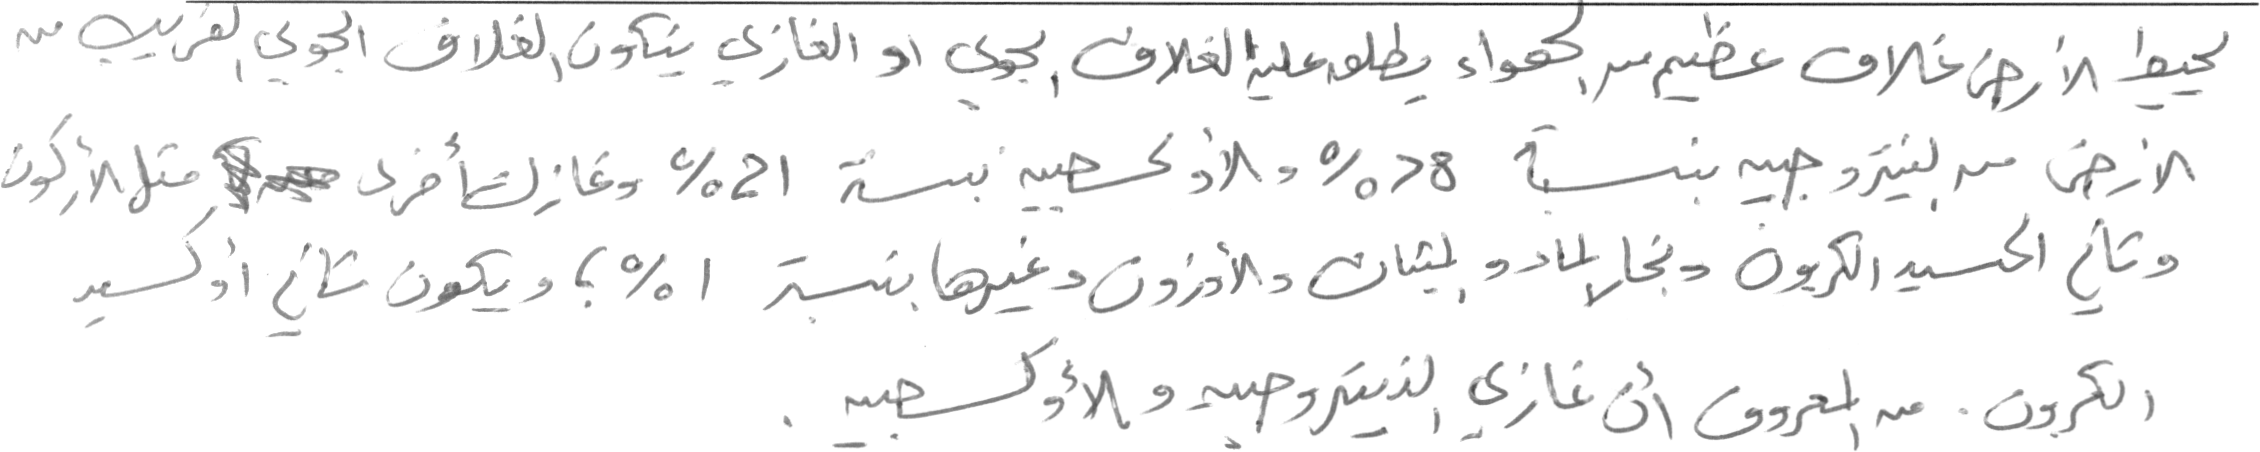 يحيط الأرض غلاف عظيم من الهواء يطلق عليه الغلاف الجوي او الغازي يتكون الغلاف الجوي القريب من
الارض من النيتروجين بنسبة 78% والأوكسجين بنسبة 21% وغازات أخرى مثل الأركون
وثاني اكسيد الكربون وبخار الماء و الميثان والأوزون وغيرها بنسبة 1%؛ ويكون ثاني أوكسيد
الكربون. من المعروف أن غازي النيتروجين والأوكسجين.